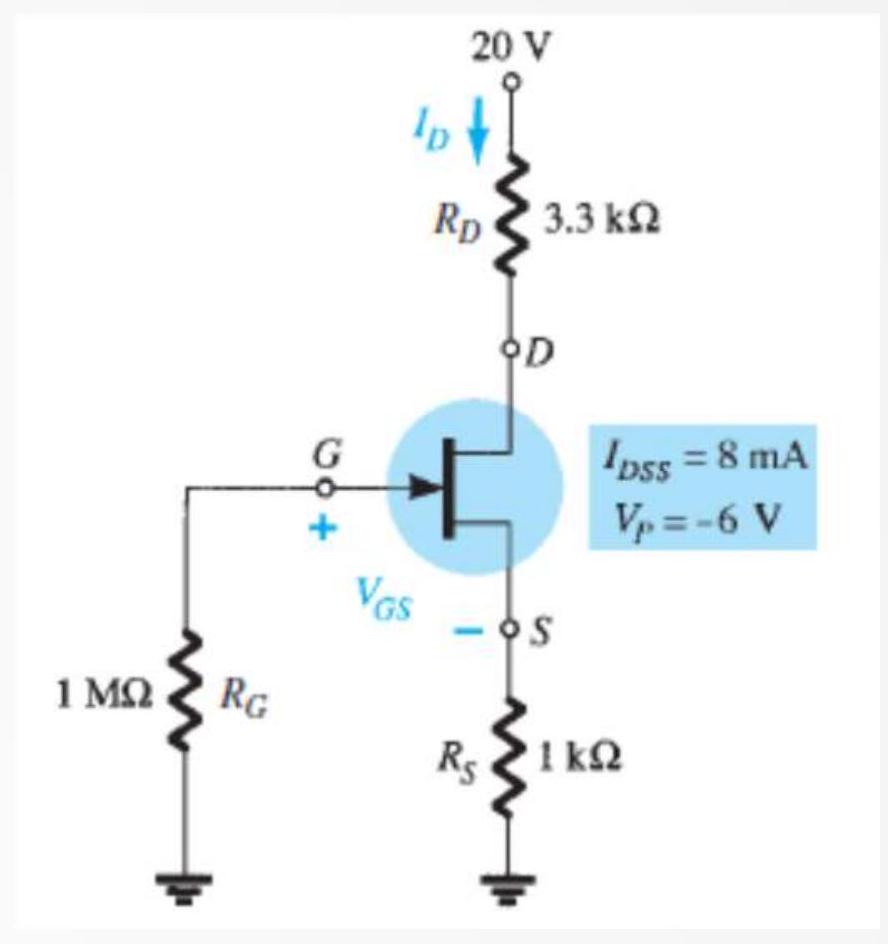 20 V
I_D
R_D 3.3 kΩ
D
G
I_DSS = 8 mA
+
V_P = -6 V
V_GS
− S
1 MΩ R_G
R_S 1 kΩ